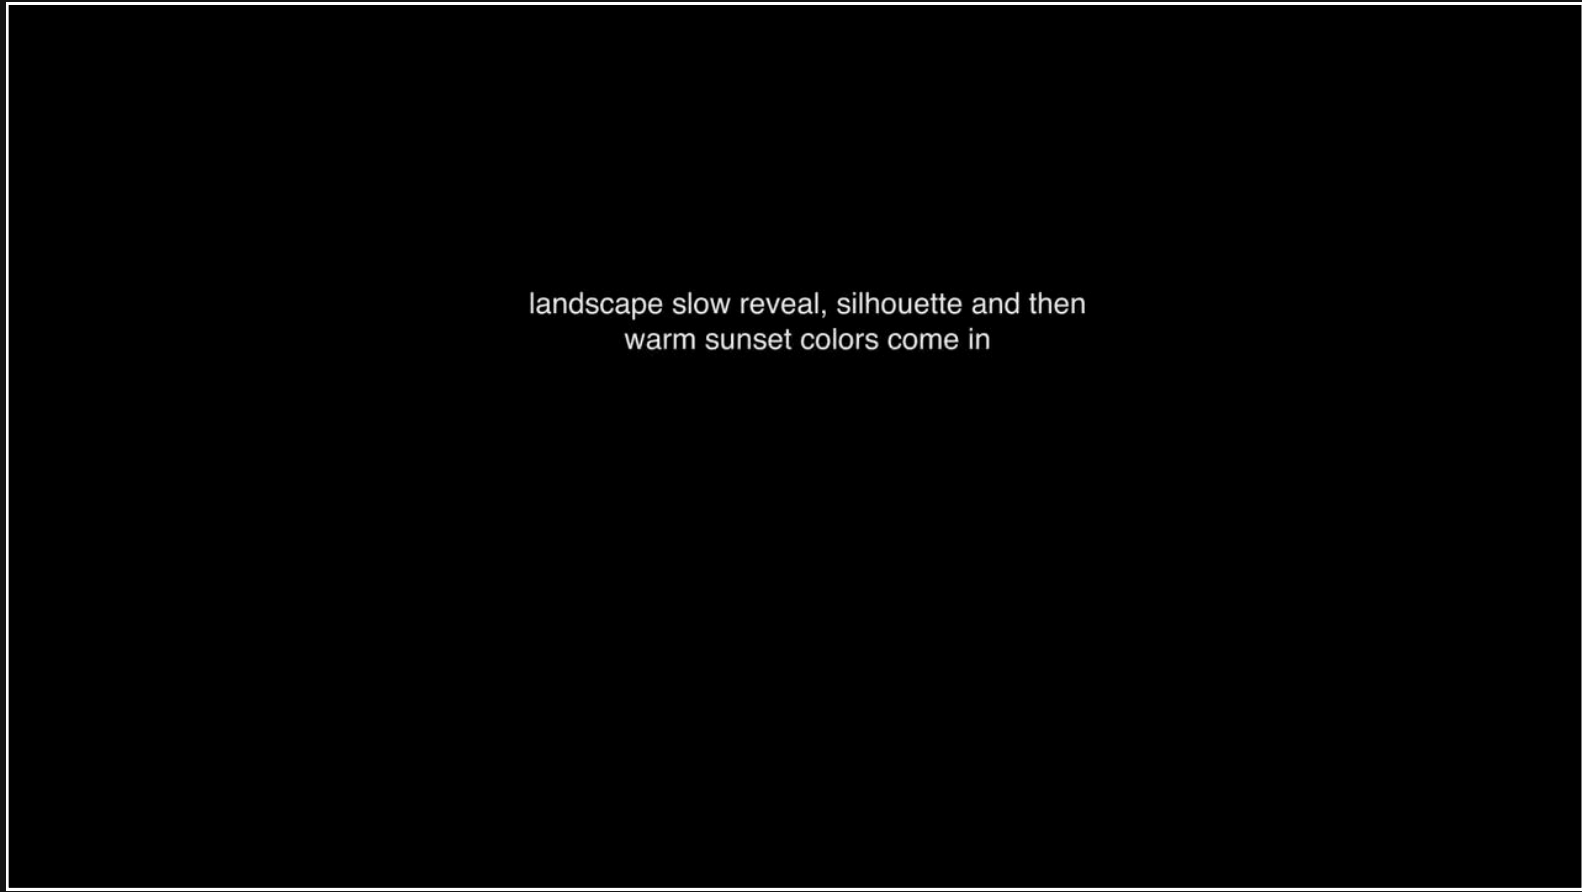 landscape slow reveal, silhouette and then
warm sunset colors come in